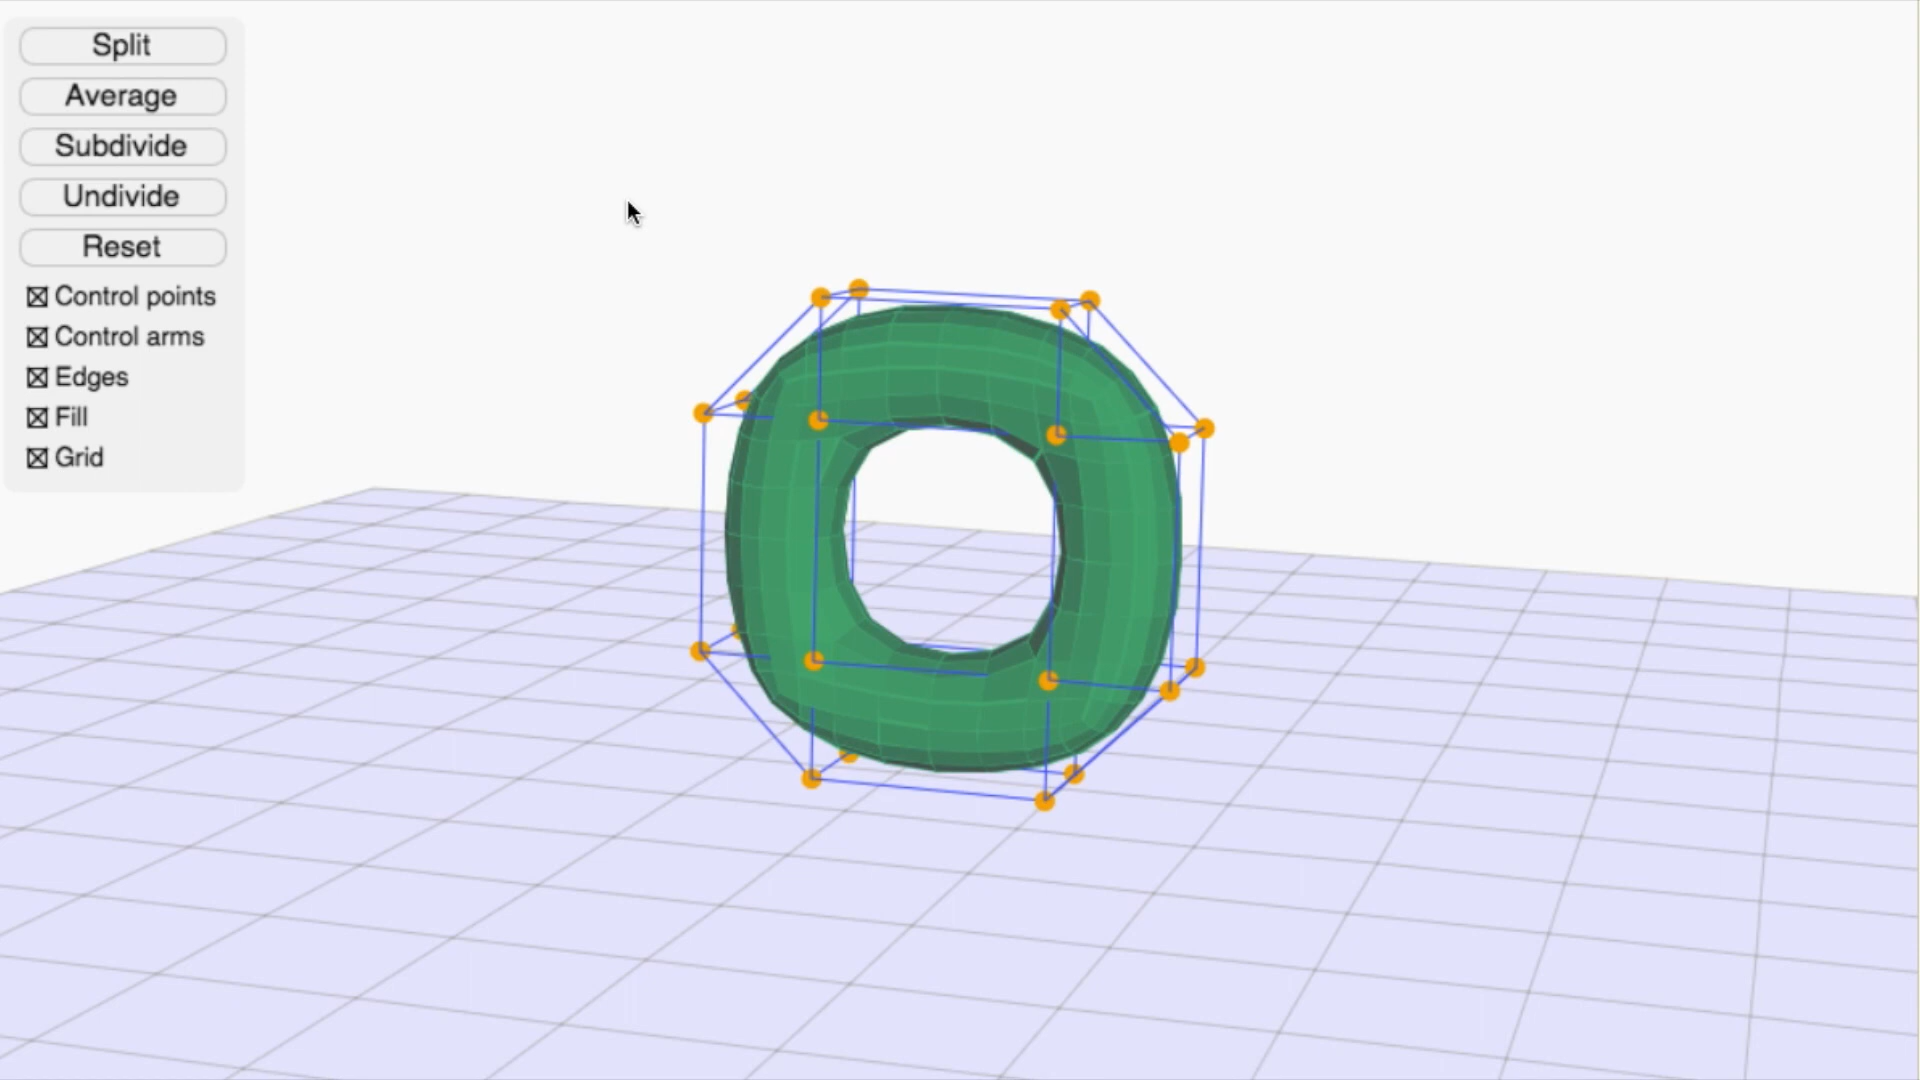 Split
Average
Subdivide
Undivide
Reset
Control points
Control arms
Edges
Fill
Grid